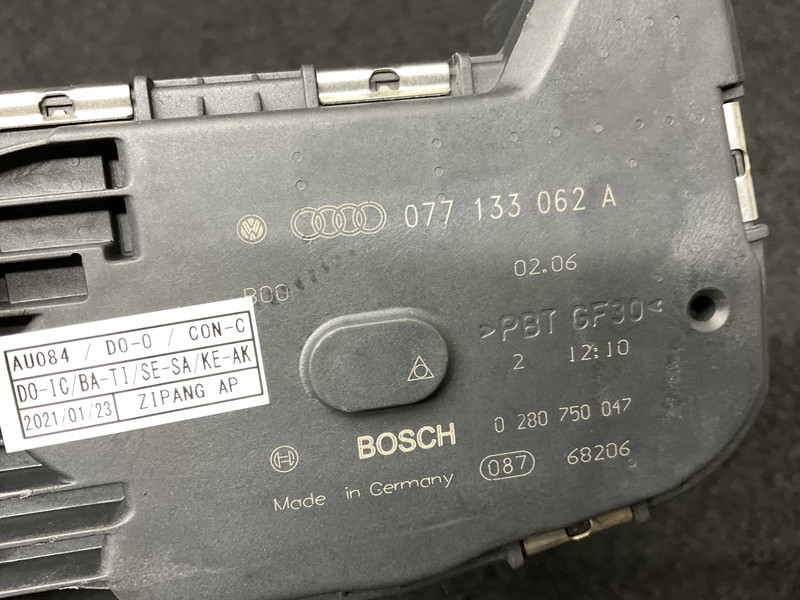 077 133 062 A
02.06
B00
>PBT GF30<
2 12:10
AU084 / DO-O / CON-C
DO-IC/BA-TI/SE-SA/KE-AK
2021/01/23 ZIPANG AP
BOSCH 0 280 750 047
087 68206
Made in Germany